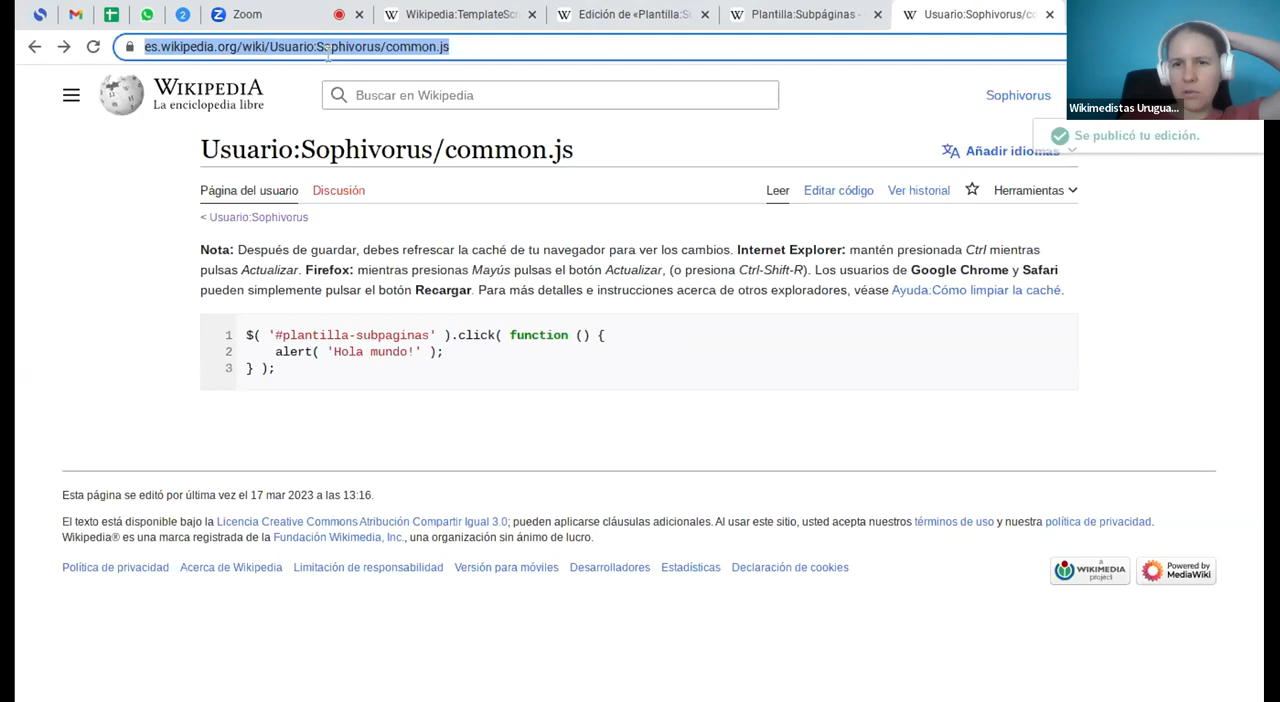 Zoom
Wikipedia:TemplateScr
Edición de «Plantilla:Su
Plantilla:Subpáginas -
Usuario:Sophivorus/co
es.wikipedia.org/wiki/Usuario:Sophivorus/common.js
WIKIPEDIA
La enciclopedia libre
Buscar en Wikipedia
Sophivorus
Wikimedistas Urugua...
Se publicó tu edición.
Usuario:Sophivorus/common.js
Añadir idiomas
Página del usuario Discusión Leer Editar código Ver historial Herramientas
< Usuario:Sophivorus
Nota: Después de guardar, debes refrescar la caché de tu navegador para ver los cambios. Internet Explorer: mantén presionada Ctrl mientras
pulsas Actualizar. Firefox: mientras presionas Mayús pulsas el botón Actualizar, (o presiona Ctrl-Shift-R). Los usuarios de Google Chrome y Safari
pueden simplemente pulsar el botón Recargar. Para más detalles e instrucciones acerca de otros exploradores, véase Ayuda:Cómo limpiar la caché.
1 $( '#plantilla-subpaginas' ).click( function () {
2 alert( 'Hola mundo!' );
3 } );
Esta página se editó por última vez el 17 mar 2023 a las 13:16.
El texto está disponible bajo la Licencia Creative Commons Atribución Compartir Igual 3.0; pueden aplicarse cláusulas adicionales. Al usar este sitio, usted acepta nuestros términos de uso y nuestra política de privacidad.
Wikipedia® es una marca registrada de la Fundación Wikimedia, Inc., una organización sin ánimo de lucro.
Política de privacidad Acerca de Wikipedia Limitación de responsabilidad Versión para móviles Desarrolladores Estadísticas Declaración de cookies
A WIKIMEDIA project
Powered by MediaWiki